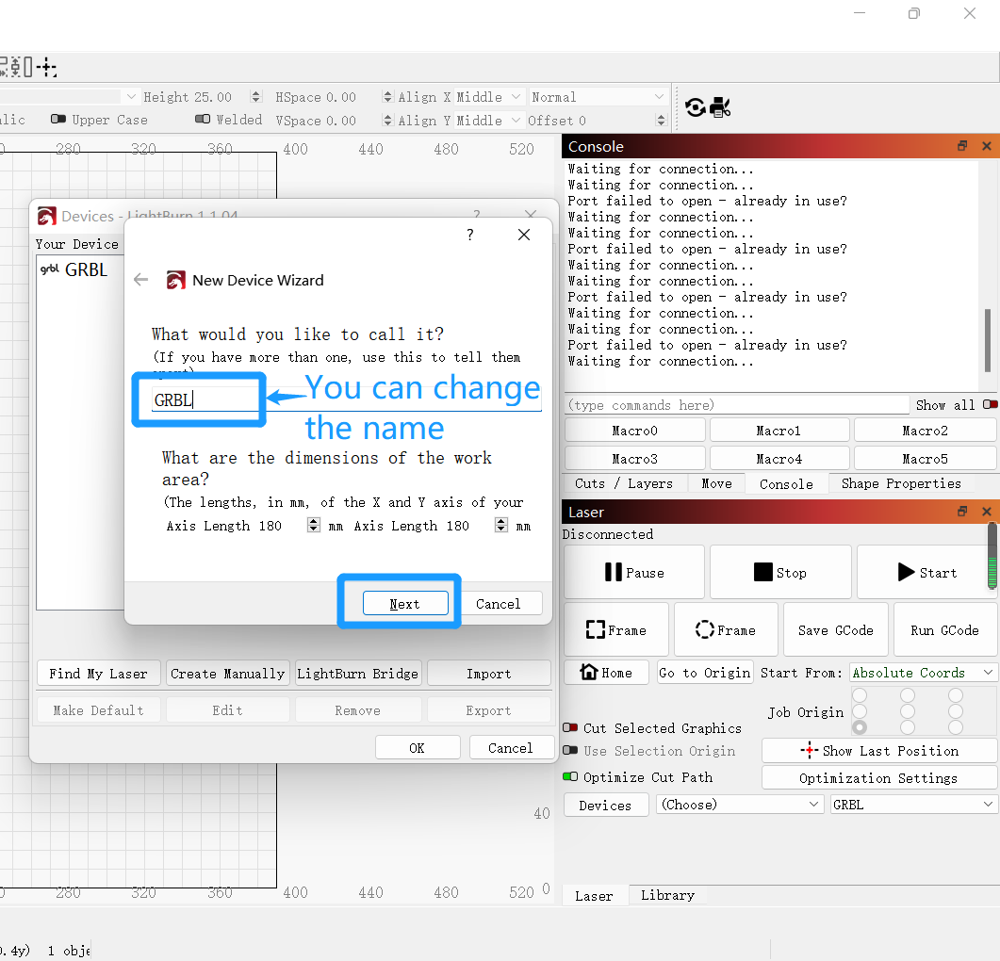 Height 25.00 HSpace 0.00 Align X Middle Normal
Upper Case Welded VSpace 0.00 Align Y Middle Offset 0
280 320 360 400 440 480 520
Console
Waiting for connection...
Waiting for connection...
Port failed to open - already in use?
Waiting for connection...
Waiting for connection...
Port failed to open - already in use?
Waiting for connection...
Waiting for connection...
Port failed to open - already in use?
Waiting for connection...
Waiting for connection...
Port failed to open - already in use?
Waiting for connection...
(type commands here) Show all
Macro0 Macro1 Macro2
Macro3 Macro4 Macro5
Cuts / Layers Move Console Shape Properties
Devices - LightBurn 1.1.04
?
Your Device
grbl GRBL
?
New Device Wizard
What would you like to call it?
(If you have more than one, use this to tell them
GRBL
You can change
the name
What are the dimensions of the work
area?
(The lengths, in mm, of the X and Y axis of your
Axis Length 180 mm Axis Length 180 mm
Next Cancel
Find My Laser Create Manually LightBurn Bridge Import
Make Default Edit Remove Export
OK Cancel
Laser
Disconnected
Pause Stop Start
Frame Frame Save GCode Run GCode
Home Go to Origin Start From: Absolute Coords
Job Origin
Cut Selected Graphics
Use Selection Origin Show Last Position
Optimize Cut Path Optimization Settings
Devices (Choose) GRBL
Laser Library
40
0
280 320 360 400 440 480 520
0.4y) 1 obje